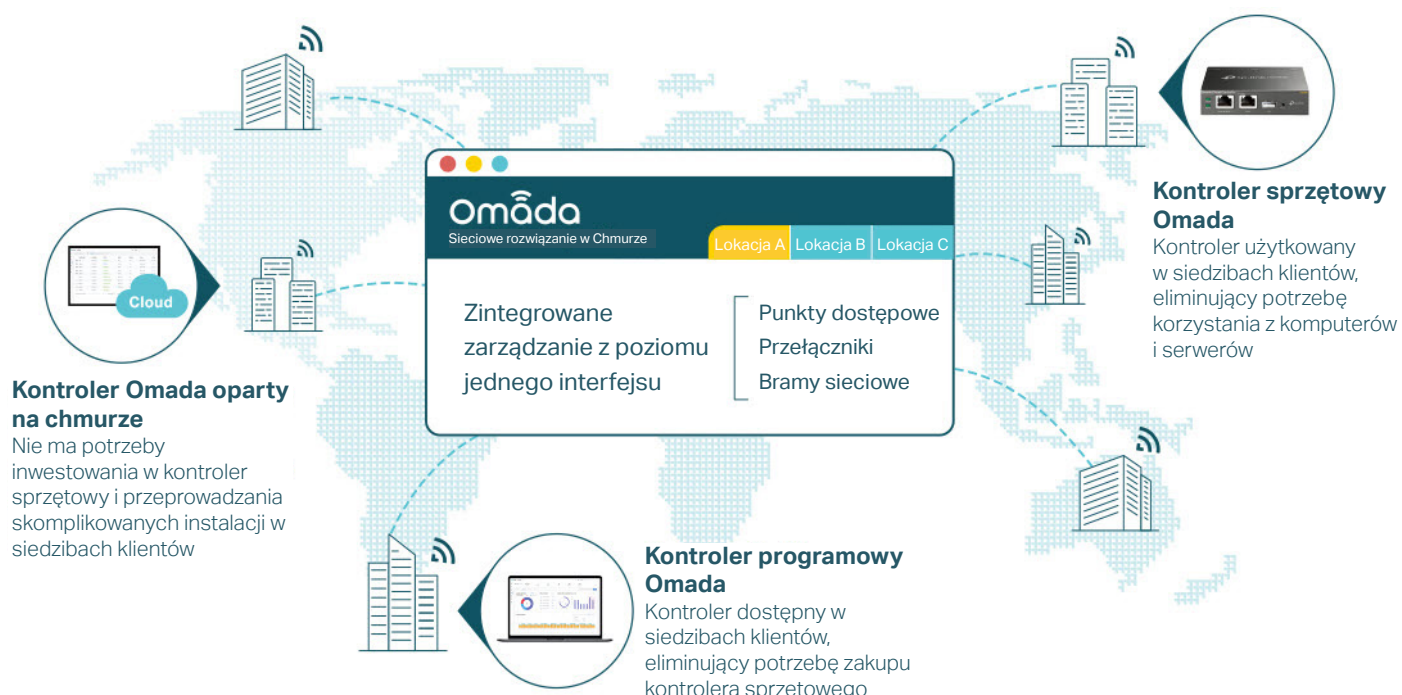 omada
Sieciowe rozwiązanie w Chmurze
Lokacja A
Lokacja B
Lokacja C
Zintegrowane
zarządzanie z poziomu
jednego interfejsu
Punkty dostępowe
Przełączniki
Bramy sieciowe
Cloud
Kontroler Omada oparty
na chmurze
Nie ma potrzeby
inwestowania w kontroler
sprzętowy i przeprowadzania
skomplikowanych instalacji w
siedzibach klientów
Kontroler sprzętowy
Omada
Kontroler użytkowany
w siedzibach klientów,
eliminujący potrzebę
korzystania z komputerów
i serwerów
Kontroler programowy
Omada
Kontroler dostępny w
siedzibach klientów,
eliminujący potrzebę zakupu
kontrolera sprzętowego